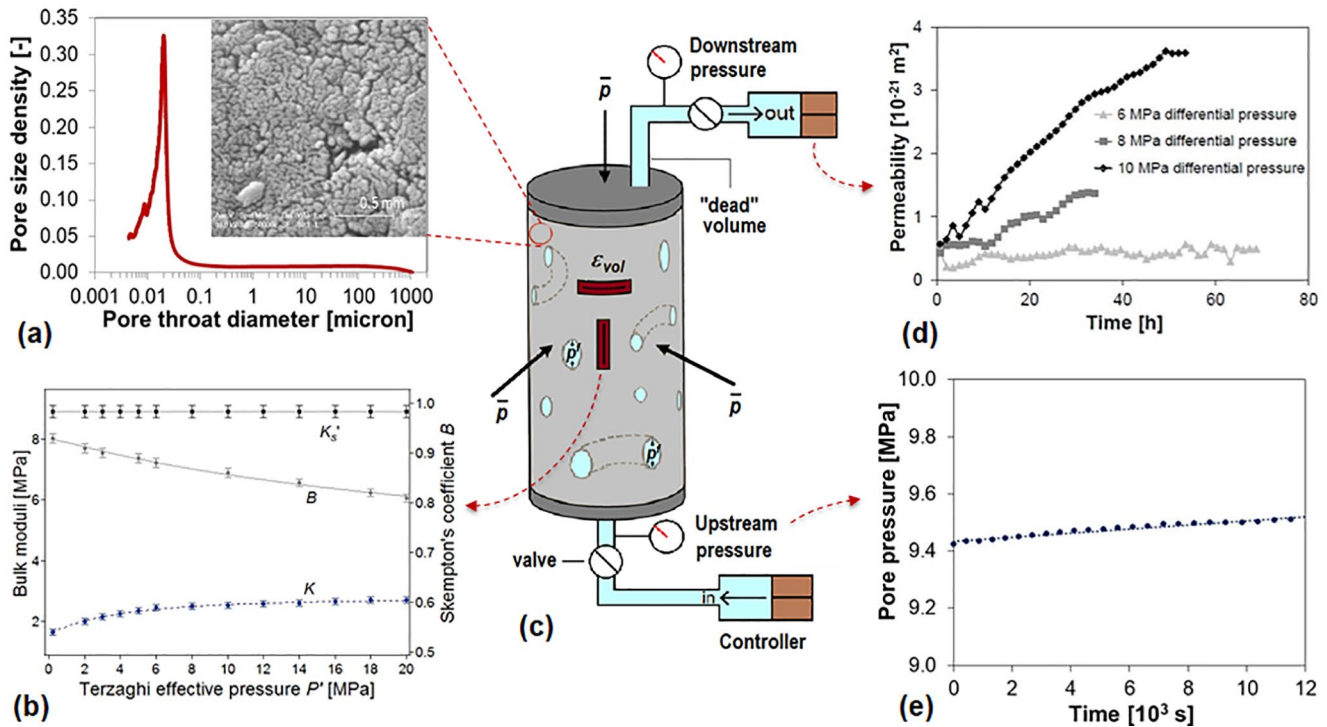 0.35
0.30
0.25
0.20
0.15
0.10
0.05
0.00
Pore size density [-]
0.5 mm
0.001
0.01
0.1
1
10
1000
Pore throat diameter [micron]
(a)
8
6
4
2
Bulk moduli [MPa]
Ks'
B
K
1.0
0.9
0.8
0.7
0.6
0.5
Skempton's coefficient B
0 2 4 6 8 10 12 14 16 18 20
Terzaghi effective pressure P' [MPa]
(b)
Downstream
pressure
p̄
out
"dead"
volume
εvol
pf
p̄
p̄
pf
Upstream
pressure
valve
in
Controller
(c)
4
3
2
1
0
Permeability [10-21 m2]
6 MPa differential pressure
8 MPa differential pressure
10 MPa differential pressure
0 20 40 60 80
Time [h]
(d)
10.0
9.8
9.6
9.4
9.2
9.0
Pore pressure [MPa]
0 2 4 6 8 10 12
Time [103 s]
(e)